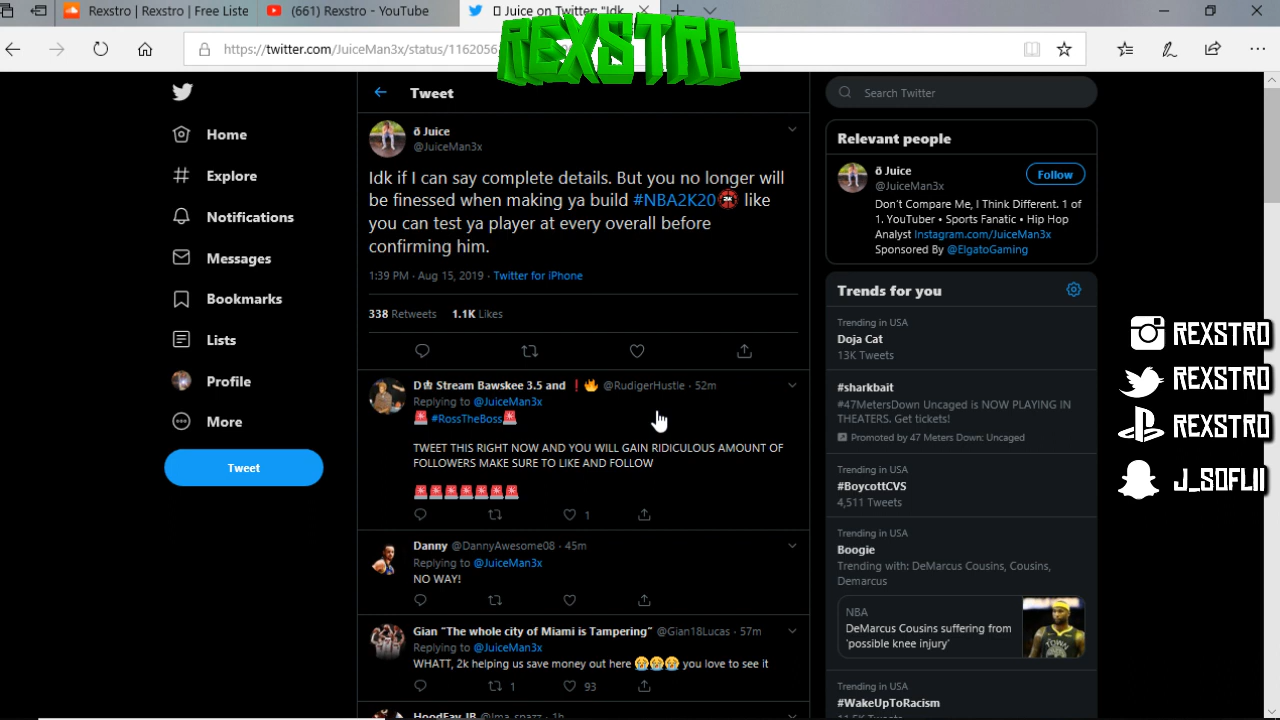 Rexstro | Rexstro | Free Liste
(661) Rexstro - YouTube
Juice on Twitter: "Idk
https://twitter.com/JuiceMan3x/status/1162056
REXSTRO
Home
Explore
Notifications
Messages
Bookmarks
Lists
Profile
More
Tweet
Tweet
ð Juice
@JuiceMan3x
Idk if I can say complete details. But you no longer will
be finessed when making ya build #NBA2K20 like
you can test ya player at every overall before
confirming him.
1:39 PM · Aug 15, 2019 · Twitter for iPhone
338 Retweets 1.1K Likes
D♔ Stream Bawskee 3.5 and ❗🔥 @RudigerHustle · 52m
Replying to @JuiceMan3x
🚨 #RossTheBoss🚨
TWEET THIS RIGHT NOW AND YOU WILL GAIN RIDICULOUS AMOUNT OF
FOLLOWERS MAKE SURE TO LIKE AND FOLLOW
🚨🚨🚨🚨🚨🚨🚨
1
Danny @DannyAwesome08 · 45m
Replying to @JuiceMan3x
NO WAY!
Gian "The whole city of Miami is Tampering" @Gian18Lucas · 57m
Replying to @JuiceMan3x
WHATT, 2k helping us save money out here 😭😭😭 you love to see it
1 93
HoodFav JB @Ima_spazz · 1h
Search Twitter
Relevant people
ð Juice
@JuiceMan3x
Follow
Don't Compare Me, I Think Different. 1 of
1. YouTuber • Sports Fanatic • Hip Hop
Analyst Instagram.com/JuiceMan3x
Sponsored By @ElgatoGaming
Trends for you
Trending in USA
Doja Cat
13K Tweets
#sharkbait
#47MetersDown Uncaged is NOW PLAYING IN
THEATERS. Get tickets!
Promoted by 47 Meters Down: Uncaged
Trending in USA
#BoycottCVS
4,511 Tweets
Trending in USA
Boogie
Trending with: DeMarcus Cousins, Cousins,
Demarcus
NBA
DeMarcus Cousins suffering from
'possible knee injury'
Trending in USA
#WakeUpToRacism
REXSTRO
REXSTRO
REXSTRO
J_SOFLII